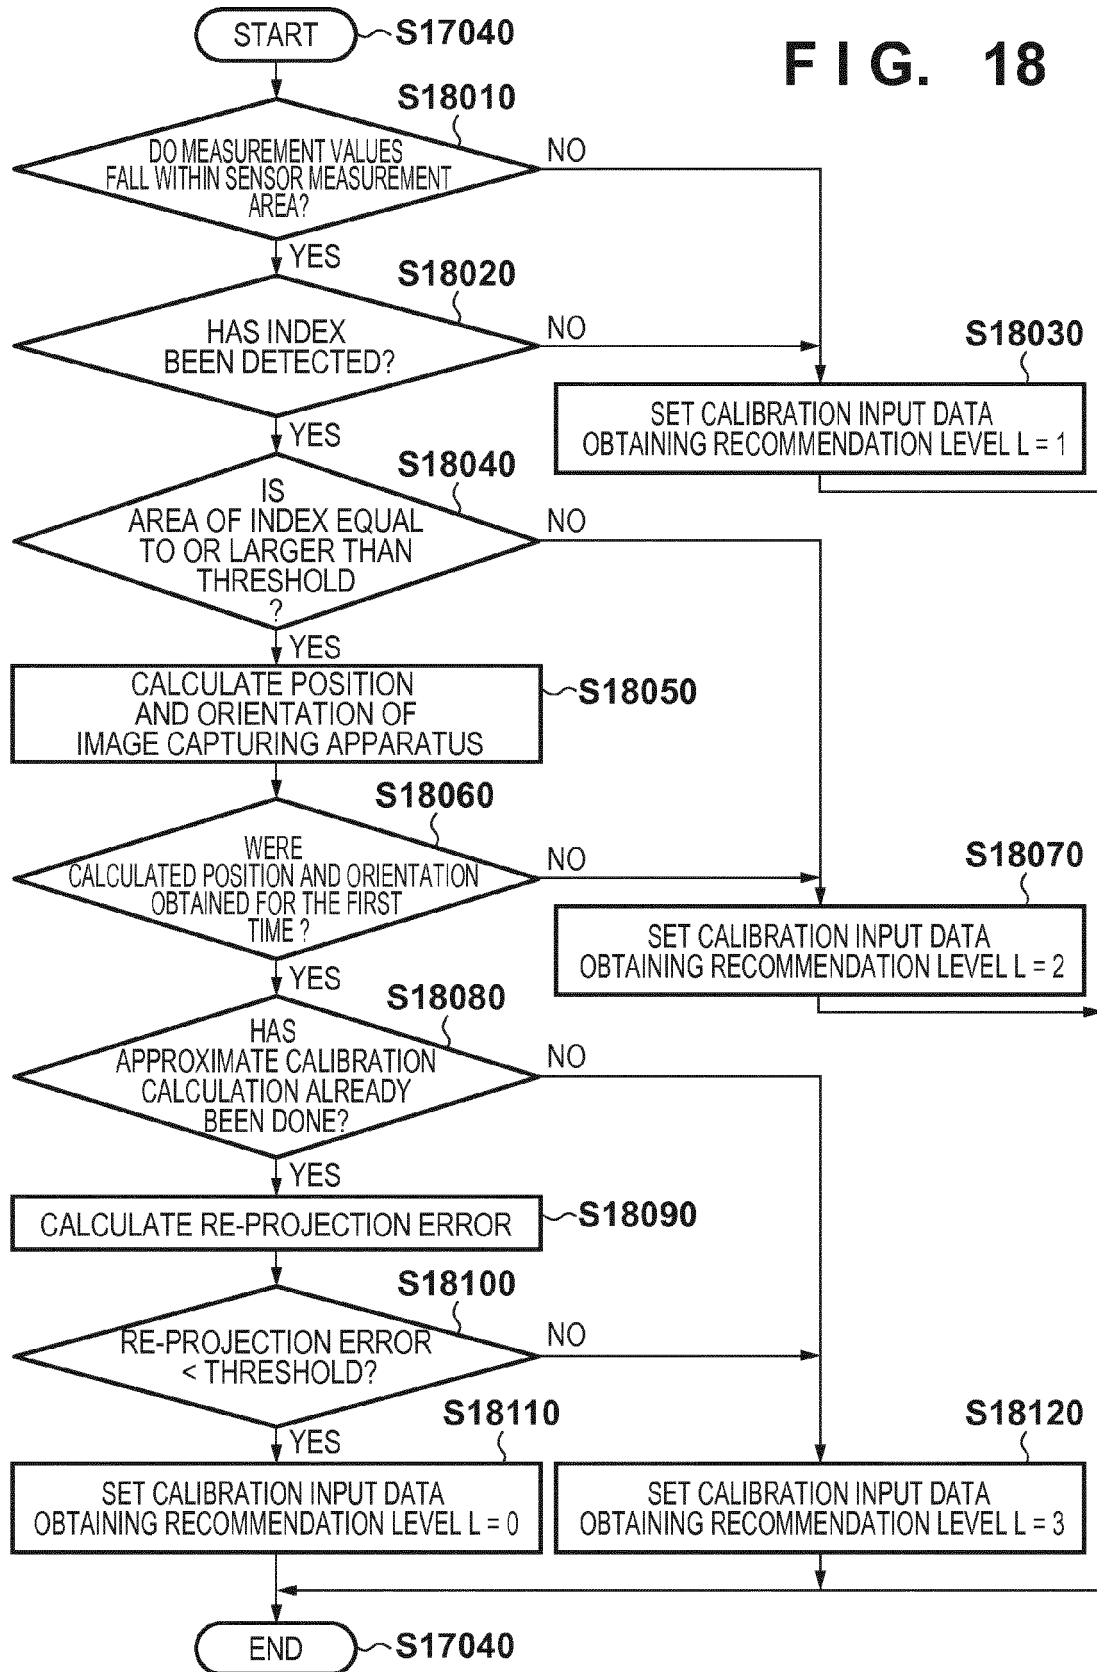 START
S17040
FIG. 18
S18010
DO MEASUREMENT VALUES
FALL WITHIN SENSOR MEASUREMENT
AREA?
NO
YES
S18020
HAS INDEX
BEEN DETECTED?
NO
S18030
SET CALIBRATION INPUT DATA
OBTAINING RECOMMENDATION LEVEL L = 1
YES
S18040
IS
AREA OF INDEX EQUAL
TO OR LARGER THAN
THRESHOLD
?
NO
YES
CALCULATE POSITION
AND ORIENTATION OF
IMAGE CAPTURING APPARATUS
S18050
S18060
WERE
CALCULATED POSITION AND ORIENTATION
OBTAINED FOR THE FIRST
TIME ?
NO
S18070
SET CALIBRATION INPUT DATA
OBTAINING RECOMMENDATION LEVEL L = 2
YES
S18080
HAS
APPROXIMATE CALIBRATION
CALCULATION ALREADY
BEEN DONE?
NO
YES
CALCULATE RE-PROJECTION ERROR
S18090
S18100
RE-PROJECTION ERROR
< THRESHOLD?
NO
YES
S18110
SET CALIBRATION INPUT DATA
OBTAINING RECOMMENDATION LEVEL L = 0
S18120
SET CALIBRATION INPUT DATA
OBTAINING RECOMMENDATION LEVEL L = 3
END
S17040